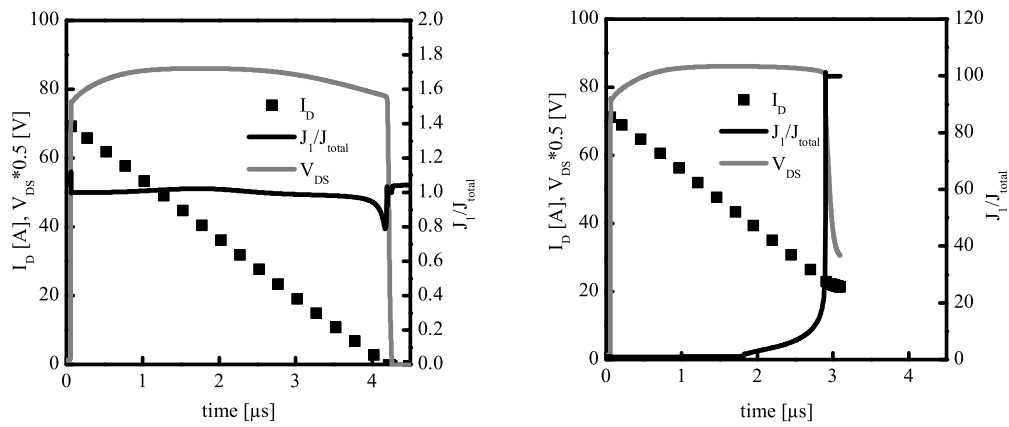 100
80
60
40
20
0
I_D [A], V_DS*0.5 [V]
2.0
1.8
1.6
1.4
1.2
1.0
0.8
0.6
0.4
0.2
0.0
J_1/J_total
I_D
J_1/J_total
V_DS
0 1 2 3 4
time [µs]
100
80
60
40
20
0
I_D [A], V_DS*0.5 [V]
120
100
80
60
40
20
0
J_1/J_total
I_D
J_1/J_total
V_DS
0 1 2 3 4
time [µs]